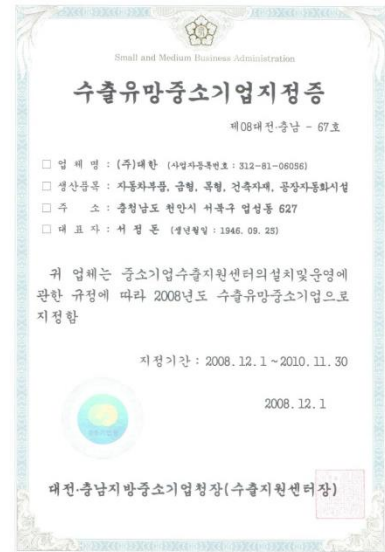 Small and Medium Business Administration
수출유망중소기업지정증
제08대전·충남 - 67호
□ 업 체 명 : (주)대한 (사업자등록번호 : 312-81-06056)
□ 생산품목 : 자동차부품, 금형, 목형, 건축자재, 공장자동화시설
□ 주 소 : 충청남도 천안시 서북구 업성동 627
□ 대 표 자 : 서 정 돈 (생년월일 : 1946. 09. 25)
귀 업체는 중소기업수출지원센터의설치및운영에
관한 규정에 따라 2008년도 수출유망중소기업으로
지정함
지정기간 : 2008. 12. 1 ~ 2010. 11. 30
2008. 12. 1
대전·충남지방중소기업청장(수출지원센터장)